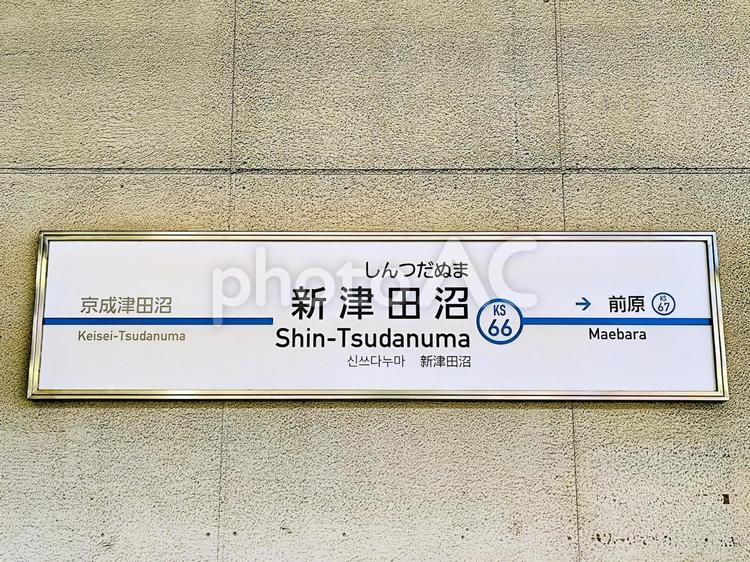 しんつだぬま
新津田沼
Shin-Tsudanuma
신쓰다누마 新津田沼
KS
66
京成津田沼
Keisei-Tsudanuma
→ 前原
KS
67
Maebara
photoAC